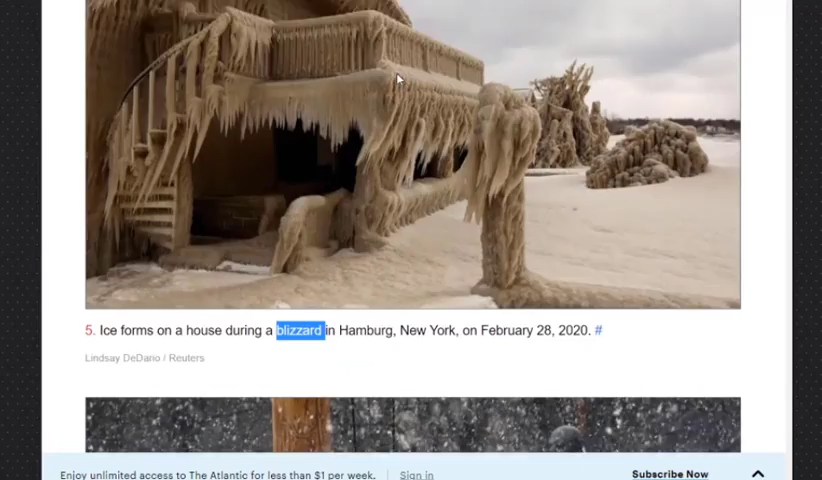 5. Ice forms on a house during a blizzard in Hamburg, New York, on February 28, 2020. #
Lindsay DeDario / Reuters
Enjoy unlimited access to The Atlantic for less than $1 per week. Sign in Subscribe Now